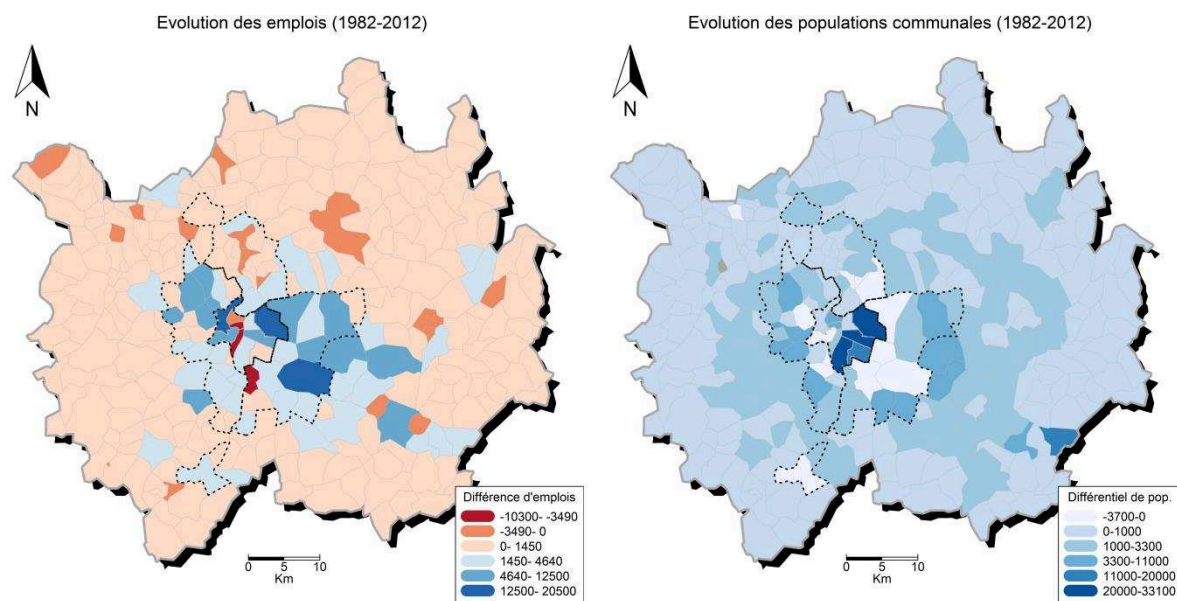 Evolution des emplois (1982-2012)
N
Différence d'emplois
-10300- -3490
-3490- 0
0- 1450
1450- 4640
4640- 12500
12500- 20500
0 5 10
Km
Evolution des populations communales (1982-2012)
N
Différentiel de pop.
-3700-0
0-1000
1000-3300
3300-11000
11000-20000
20000-33100
0 5 10
Km